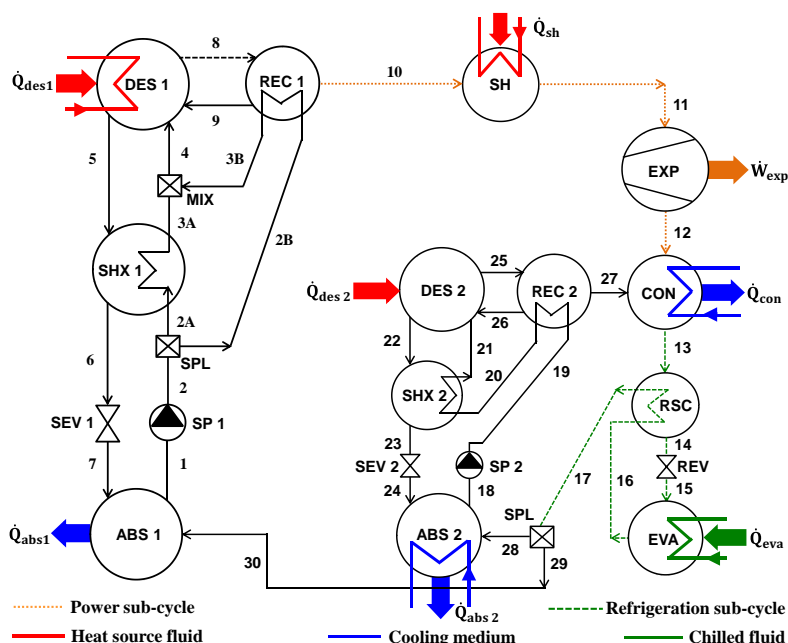 8
Q̇sh
DES 1
REC 1
10
SH
Q̇des1
9
11
5
4
3B
EXP
Ẇexp
MIX
3A
2B
12
SHX 1
25
Q̇des 2
DES 2
REC 2
27
CON
Q̇con
2A
26
6
SPL
22
21
13
20
19
2
SHX 2
RSC
SEV 1
SP 1
23
14
17
16
REV
7
1
SEV 2
SP 2
15
24
18
SPL
Q̇abs1
ABS 1
ABS 2
28
EVA
Q̇eva
30
29
Q̇abs 2
Power sub-cycle
Refrigeration sub-cycle
Heat source fluid
Cooling medium
Chilled fluid